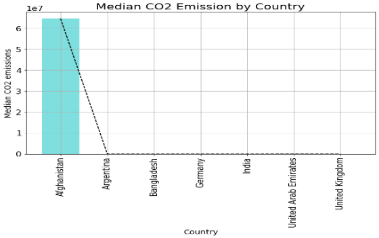 Median CO2 Emission by Country
1e7
6
5
4
3
2
1
0
Median CO2 emissions
Afghanistan
Argentina
Bangladesh
Germany
India
United Arab Emirates
United Kingdom
Country